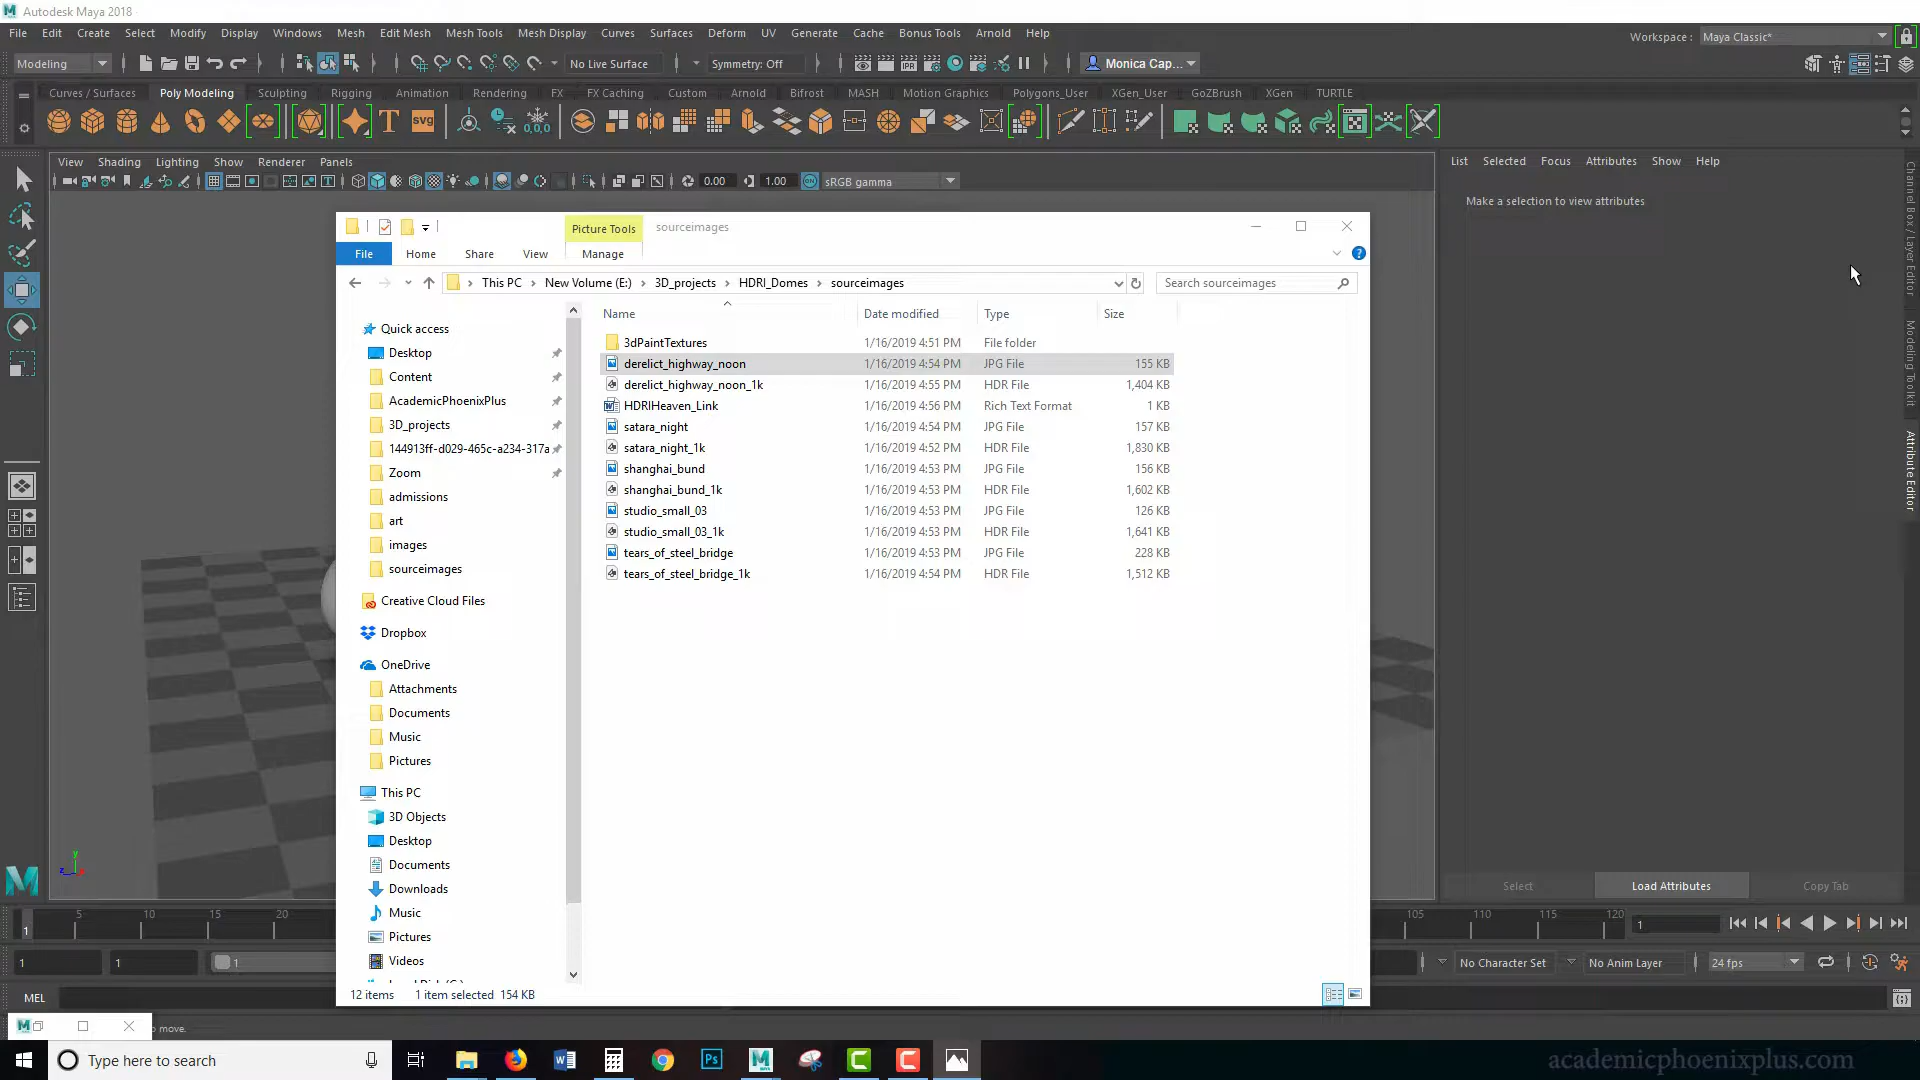 Autodesk Maya 2018
File Edit Create Select Modify Display Windows Mesh Edit Mesh Mesh Tools Mesh Display Curves Surfaces Deform UV Generate Cache Bonus Tools Arnold Help
Workspace : Maya Classic*
Modeling No Live Surface Symmetry: Off Monica Cap...
Curves / Surfaces Poly Modeling Sculpting Rigging Animation Rendering FX FX Caching Custom Arnold Bifrost MASH Motion Graphics Polygons_User XGen_User GoZBrush XGen TURTLE
View Shading Lighting Show Renderer Panels
0.00 1.00 sRGB gamma
List Selected Focus Attributes Show Help
Make a selection to view attributes
Channel Box / Layer Editor
Modeling Toolkit
Attribute Editor
Picture Tools sourceimages
File Home Share View Manage
This PC New Volume (E:) 3D_projects HDRI_Domes sourceimages Search sourceimages
Name Date modified Type Size
3dPaintTextures 1/16/2019 4:51 PM File folder
derelict_highway_noon 1/16/2019 4:54 PM JPG File 155 KB
derelict_highway_noon_1k 1/16/2019 4:55 PM HDR File 1,404 KB
HDRIHeaven_Link 1/16/2019 4:56 PM Rich Text Format 1 KB
satara_night 1/16/2019 4:54 PM JPG File 157 KB
satara_night_1k 1/16/2019 4:52 PM HDR File 1,830 KB
shanghai_bund 1/16/2019 4:53 PM JPG File 156 KB
shanghai_bund_1k 1/16/2019 4:53 PM HDR File 1,602 KB
studio_small_03 1/16/2019 4:53 PM JPG File 126 KB
studio_small_03_1k 1/16/2019 4:53 PM HDR File 1,641 KB
tears_of_steel_bridge 1/16/2019 4:53 PM JPG File 228 KB
tears_of_steel_bridge_1k 1/16/2019 4:54 PM HDR File 1,512 KB
Quick access
Desktop
Content
AcademicPhoenixPlus
3D_projects
144913ff-d029-465c-a234-317a
Zoom
admissions
art
images
sourceimages
Creative Cloud Files
Dropbox
OneDrive
Attachments
Documents
Music
Pictures
This PC
3D Objects
Desktop
Documents
Downloads
Music
Pictures
Videos
12 items 1 item selected 154 KB
Select Load Attributes Copy Tab
1 5 10 15 20 105 110 115 120 1
1 1 1 No Character Set No Anim Layer 24 fps
MEL
to move.
Type here to search
academicphoenixplus.com